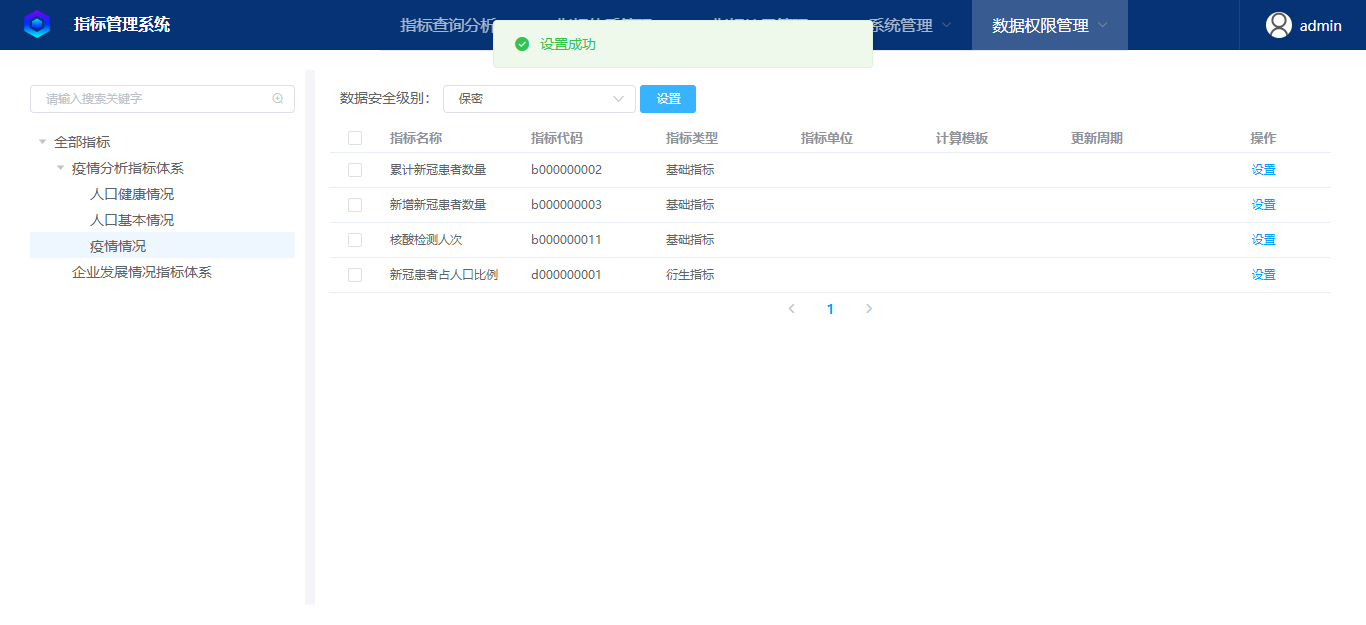 指标管理系统
指标查询分析
系统管理
数据权限管理
admin
设置成功
请输入搜索关键字
全部指标
疫情分析指标体系
人口健康情况
人口基本情况
疫情情况
企业发展情况指标体系
数据安全级别：
保密
设置
指标名称 指标代码 指标类型 指标单位 计算模板 更新周期 操作
累计新冠患者数量 b000000002 基础指标 设置
新增新冠患者数量 b000000003 基础指标 设置
核酸检测人次 b000000011 基础指标 设置
新冠患者占人口比例 d000000001 衍生指标 设置
1